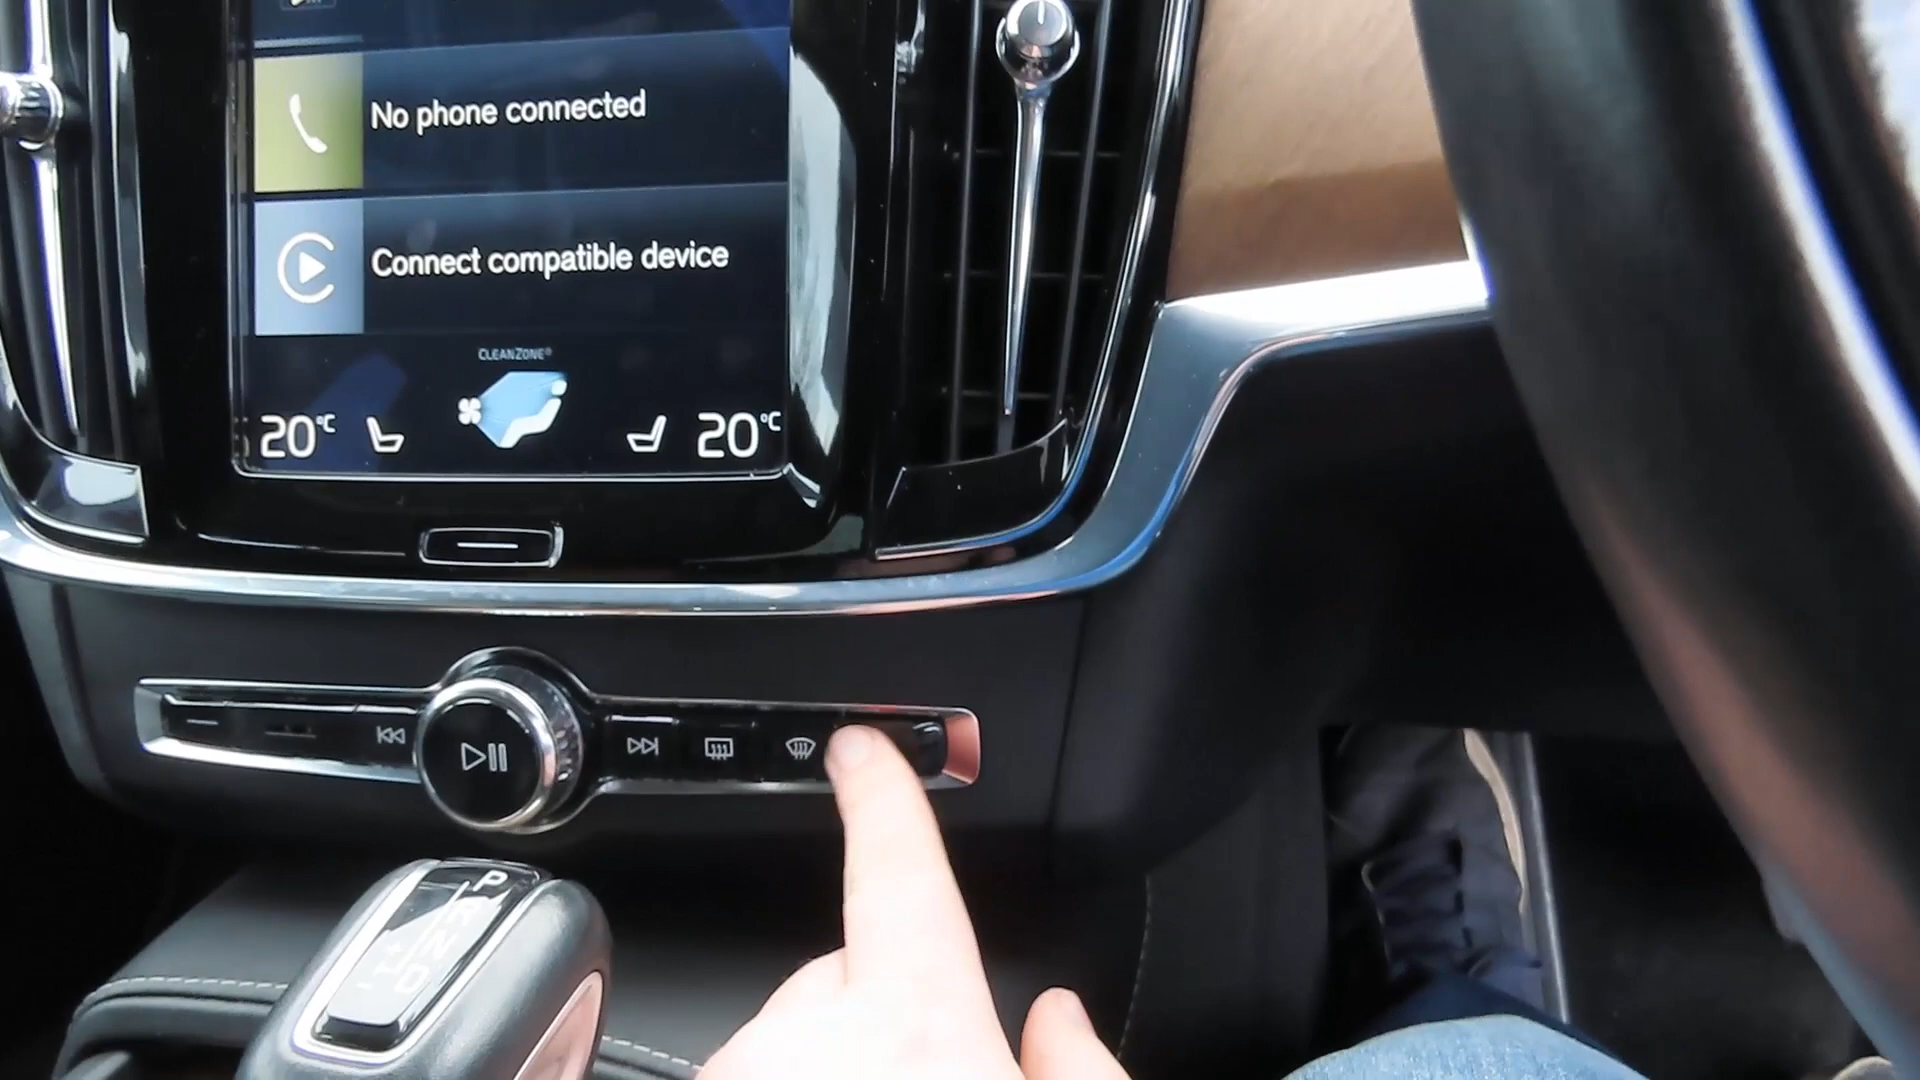 No phone connected
Connect compatible device
CLEANZONE®
20°C
20°C
P
R
N
D